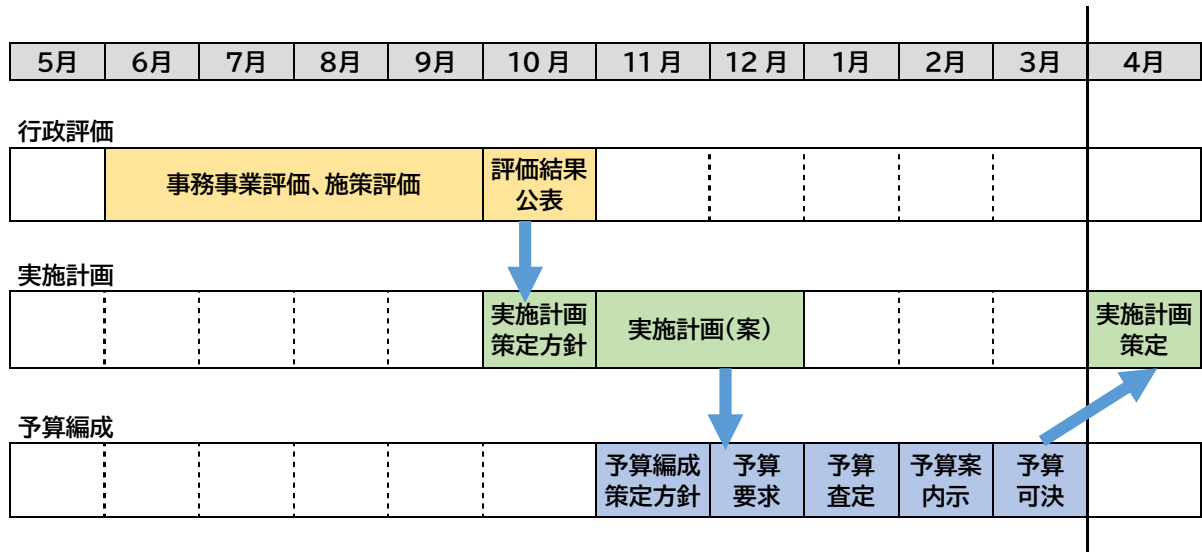 5月 6月 7月 8月 9月 10月 11月 12月 1月 2月 3月 4月
行政評価
事務事業評価、施策評価
評価結果
公表
実施計画
実施計画
策定方針
実施計画(案)
実施計画
策定
予算編成
予算編成
策定方針
予算
要求
予算
査定
予算案
内示
予算
可決